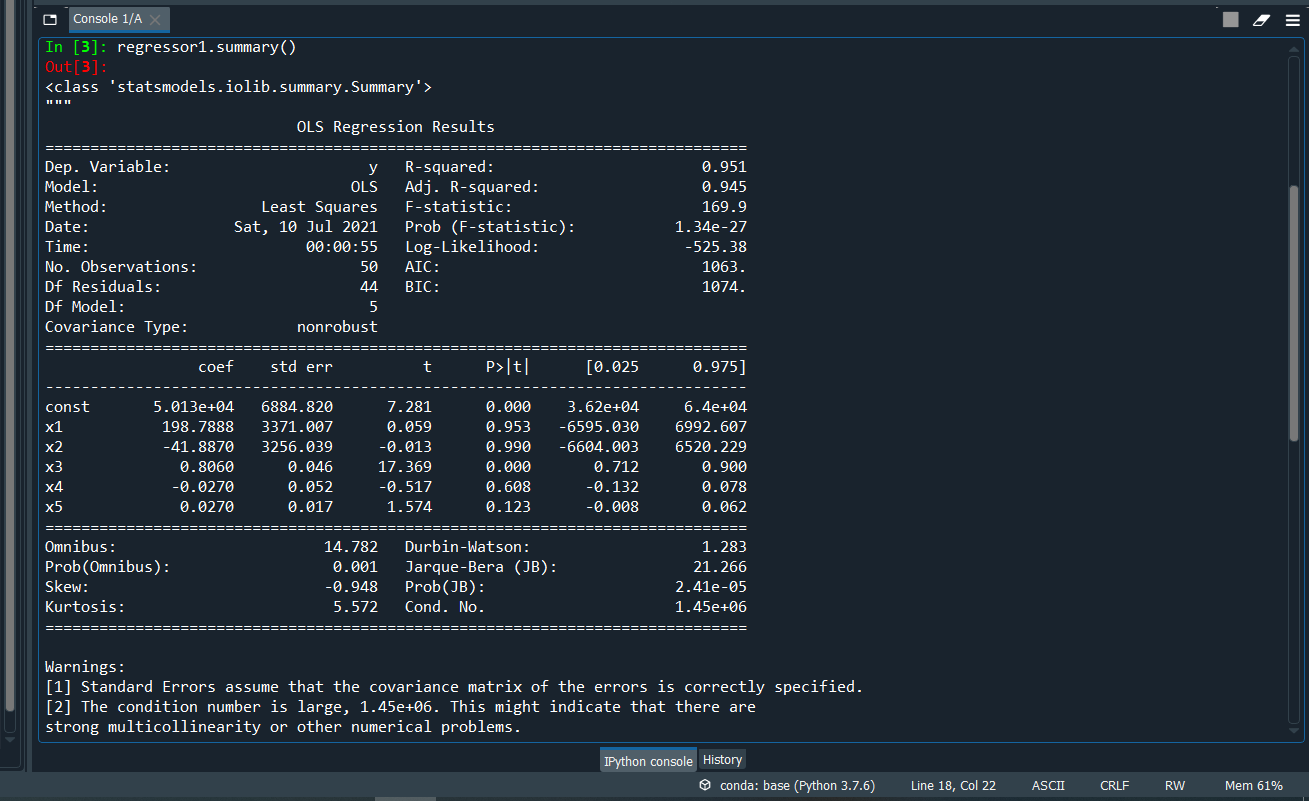 Console 1/A
In [3]: regressor1.summary()
Out[3]:
<class 'statsmodels.iolib.summary.Summary'>
"""
                            OLS Regression Results
==============================================================================
Dep. Variable:                      y   R-squared:                       0.951
Model:                            OLS   Adj. R-squared:                  0.945
Method:                 Least Squares   F-statistic:                     169.9
Date:                Sat, 10 Jul 2021   Prob (F-statistic):           1.34e-27
Time:                        00:00:55   Log-Likelihood:                -525.38
No. Observations:                  50   AIC:                             1063.
Df Residuals:                      44   BIC:                             1074.
Df Model:                           5
Covariance Type:            nonrobust
==============================================================================
                 coef    std err          t      P>|t|      [0.025      0.975]
------------------------------------------------------------------------------
const       5.013e+04   6884.820      7.281      0.000    3.62e+04     6.4e+04
x1           198.7888   3371.007      0.059      0.953   -6595.030    6992.607
x2           -41.8870   3256.039     -0.013      0.990   -6604.003    6520.229
x3             0.8060      0.046     17.369      0.000       0.712       0.900
x4            -0.0270      0.052     -0.517      0.608      -0.132       0.078
x5             0.0270      0.017      1.574      0.123      -0.008       0.062
==============================================================================
Omnibus:                       14.782   Durbin-Watson:                   1.283
Prob(Omnibus):                  0.001   Jarque-Bera (JB):               21.266
Skew:                          -0.948   Prob(JB):                     2.41e-05
Kurtosis:                       5.572   Cond. No.                     1.45e+06
==============================================================================
Warnings:
[1] Standard Errors assume that the covariance matrix of the errors is correctly specified.
[2] The condition number is large, 1.45e+06. This might indicate that there are
strong multicollinearity or other numerical problems.
IPython console History
conda: base (Python 3.7.6) Line 18, Col 22 ASCII CRLF RW Mem 61%